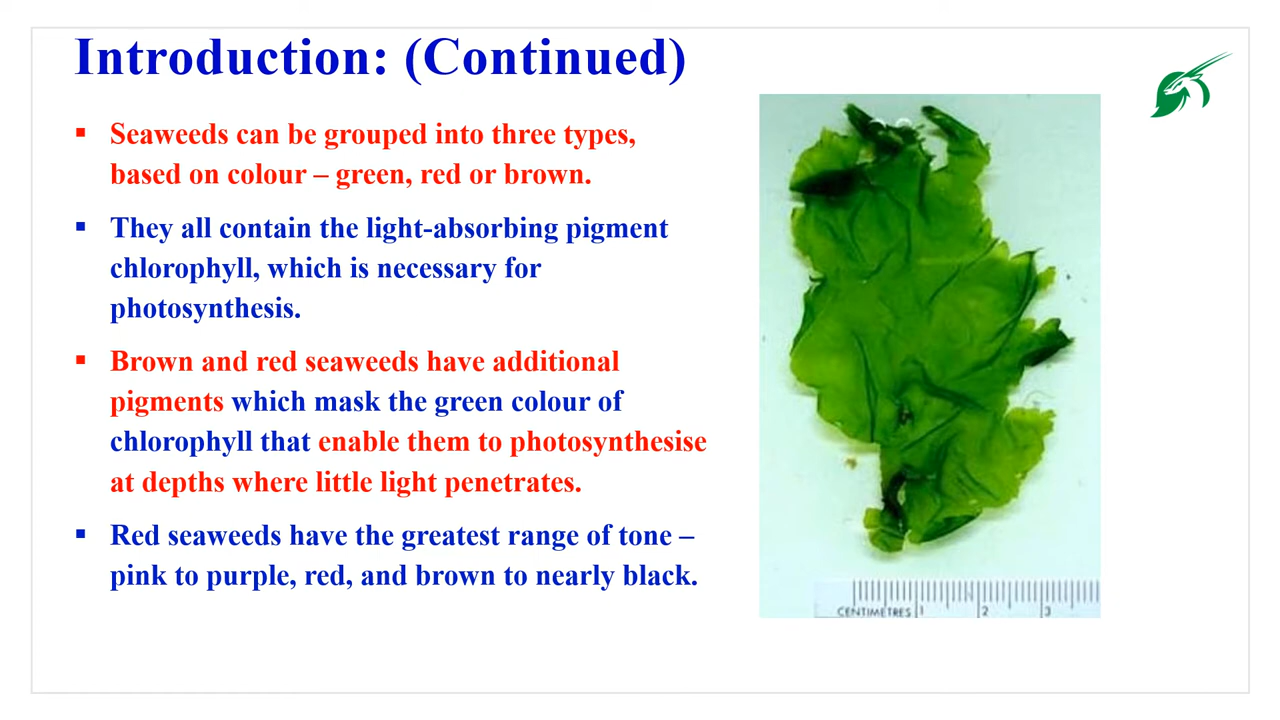 Introduction: (Continued)
▪ Seaweeds can be grouped into three types,
based on colour – green, red or brown.
▪ They all contain the light-absorbing pigment
chlorophyll, which is necessary for
photosynthesis.
▪ Brown and red seaweeds have additional
pigments which mask the green colour of
chlorophyll that enable them to photosynthesise
at depths where little light penetrates.
▪ Red seaweeds have the greatest range of tone –
pink to purple, red, and brown to nearly black.
CENTIMETRES 1 2 3